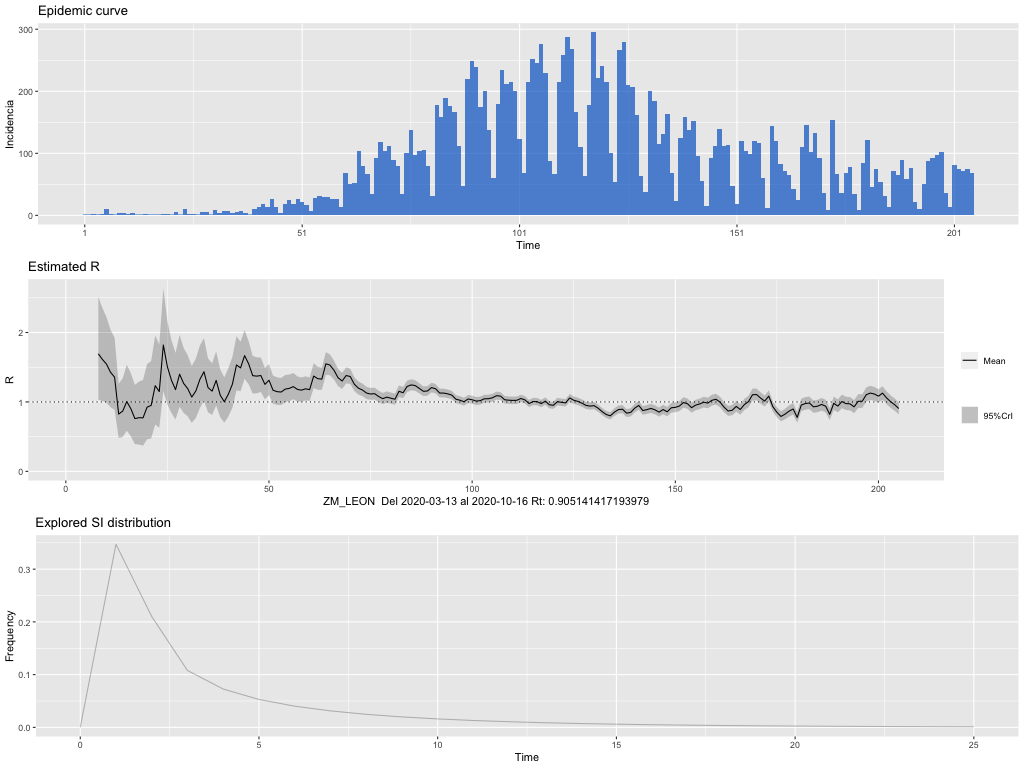 Epidemic curve
300
200
100
0
Incidencia
1 51 101 151 201
Time
Estimated R
2
1
0
R
0 50 100 150 200
ZM_LEON Del 2020-03-13 al 2020-10-16 Rt: 0.905141417193979
Mean
95%CrI
Explored SI distribution
0.3
0.2
0.1
0.0
Frequency
0 5 10 15 20 25
Time